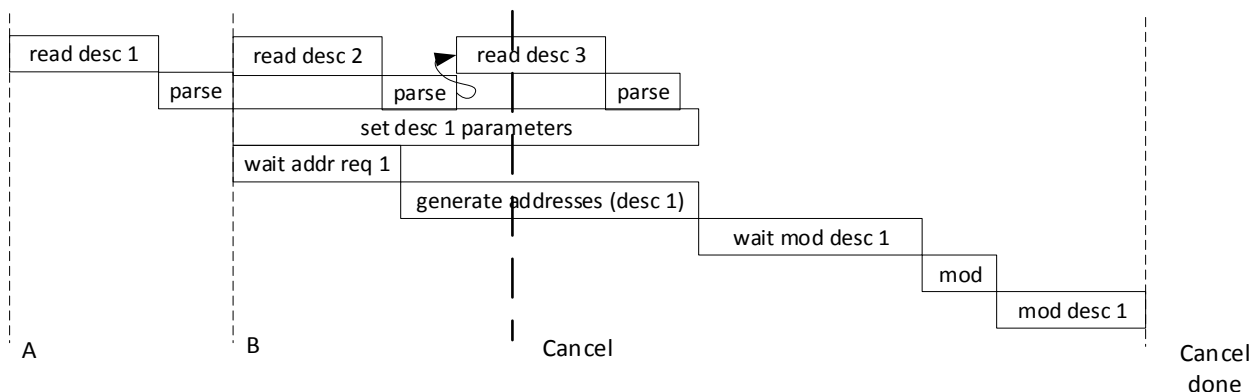 read desc 1
read desc 2
read desc 3
parse
parse
parse
set desc 1 parameters
wait addr req 1
generate addresses (desc 1)
wait mod desc 1
mod
mod desc 1
A
B
Cancel
Cancel
done